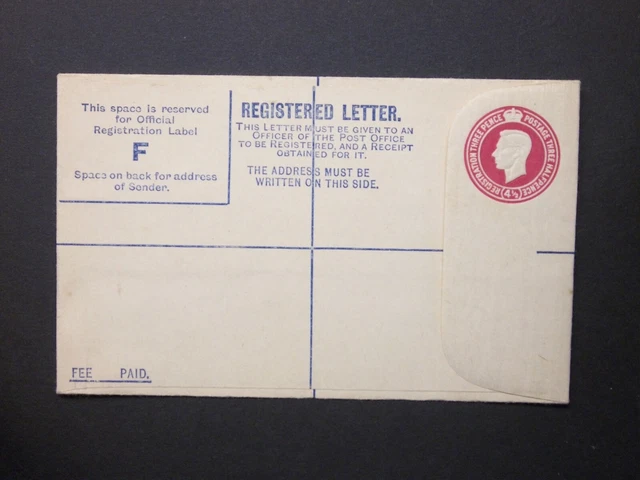 This space is reserved
for Official
Registration Label
F
Space on back for address
of Sender.
REGISTERED LETTER.
THIS LETTER MUST BE GIVEN TO AN
OFFICER OF THE POST OFFICE
TO BE REGISTERED, AND A RECEIPT
OBTAINED FOR IT.
THE ADDRESS MUST BE
WRITTEN ON THIS SIDE.
REGISTRATION THREE PENCE POSTAGE THREE HALFPENCE
4½
FEE PAID.